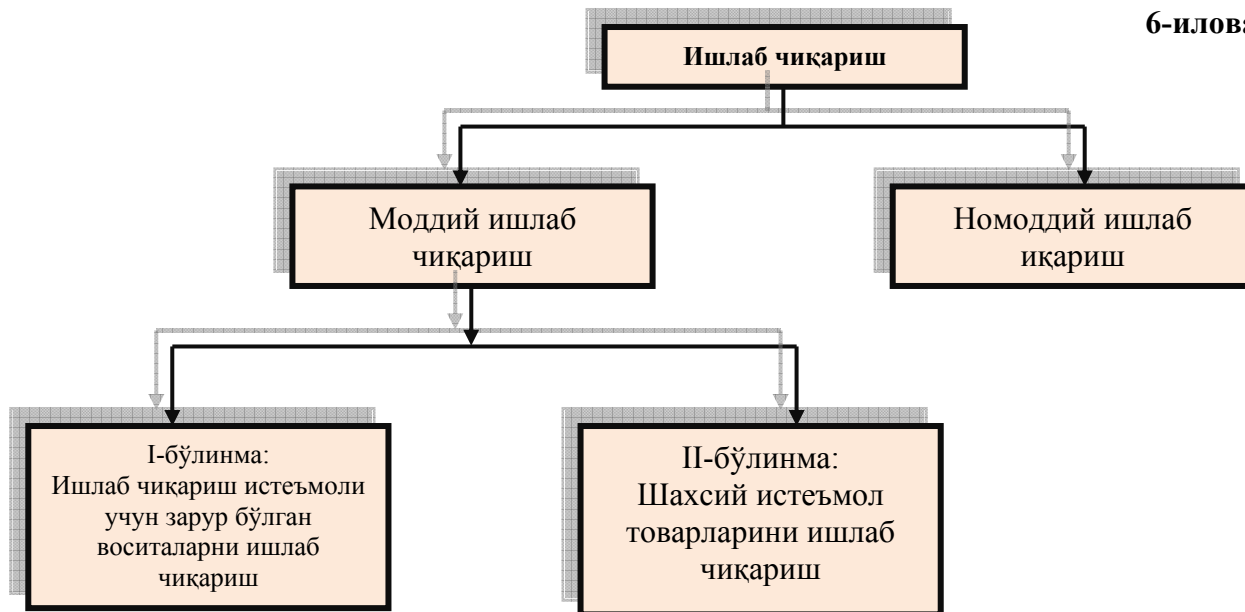 6-илова
Ишлаб чиқариш
Моддий ишлаб
чиқариш
Номоддий ишлаб
иқариш
I-бўлинма:
Ишлаб чиқариш истеъмоли
учун зарур бўлган
воситаларни ишлаб
чиқариш
II-бўлинма:
Шахсий истеъмол
товарларини ишлаб
чиқариш